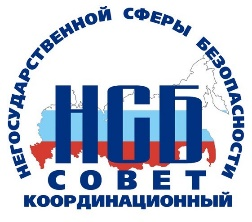 НЕГОСУДАРСТВЕННОЙ СФЕРЫ БЕЗОПАСНОСТИ
НСБ
СОВЕТ
КООРДИНАЦИОННЫЙ